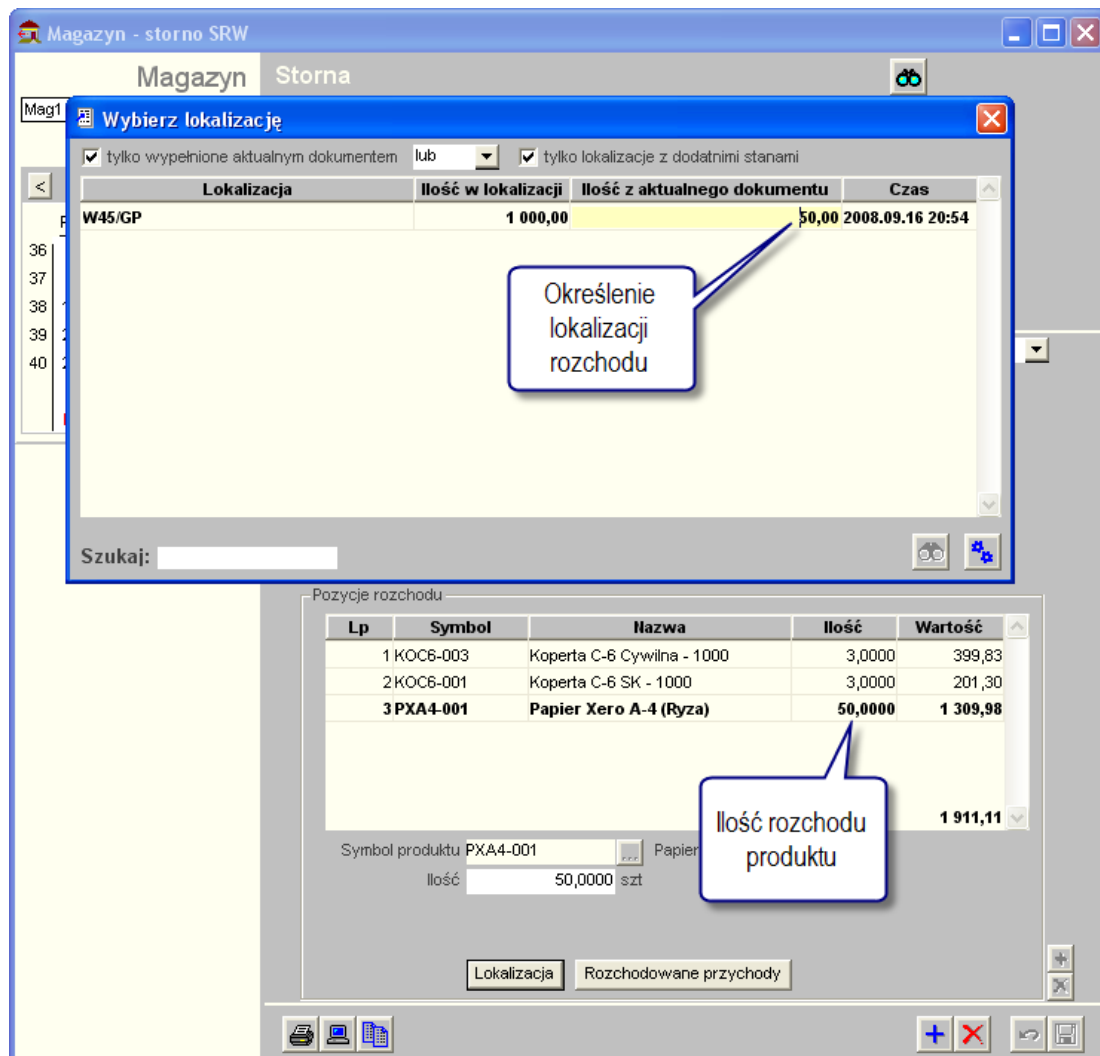 Magazyn - storno SRW
Magazyn Storna
Mag1
Wybierz lokalizację
tylko wypełnione aktualnym dokumentem lub tylko lokalizacje z dodatnimi stanami
<
Lokalizacja Ilość w lokalizacji Ilość z aktualnego dokumentu Czas
W45/GP 1 000,00 50,00 2008.09.16 20:54
36
37
38
39
40
Określenie
lokalizacji
rozchodu
Szukaj:
Pozycje rozchodu
Lp Symbol Nazwa Ilość Wartość
1 KOC6-003 Koperta C-6 Cywilna - 1000 3,0000 399,83
2 KOC6-001 Koperta C-6 SK - 1000 3,0000 201,30
3 PXA4-001 Papier Xero A-4 (Ryza) 50,0000 1 309,98
1 911,11
Ilość rozchodu
produktu
Symbol produktu PXA4-001 ... Papier
Ilość 50,0000 szt
Lokalizacja Rozchodowane przychody